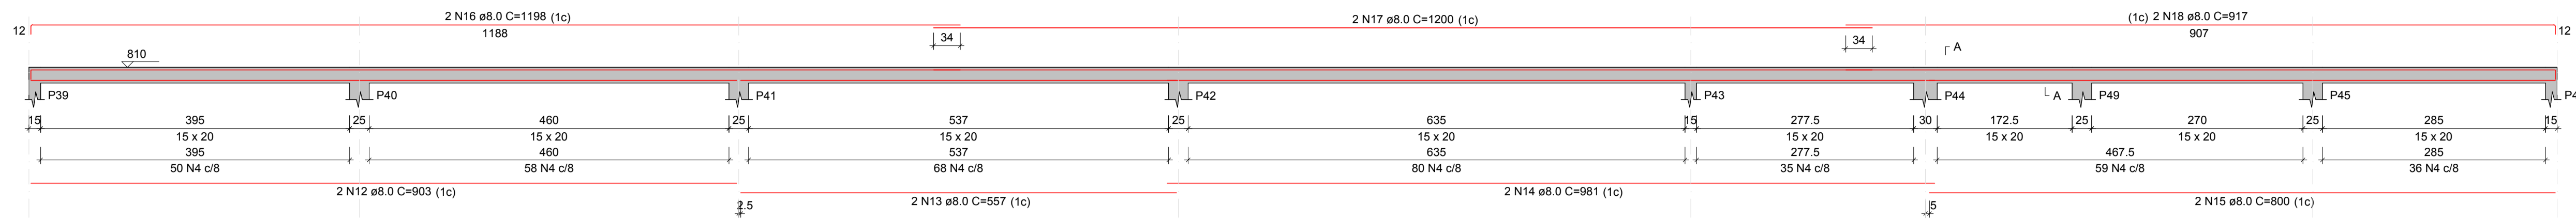 2 N16 ø8.0 C=1198 (1c)
2 N17 ø8.0 C=1200 (1c)
(1c) 2 N18 ø8.0 C=917
12
1188
34
34
907
12
810
A
P39
P40
P41
P42
P43
P44
A
P49
P45
P4
15 395 25 460 25 537 25 635 15 277.5 30 172.5 25 270 25 285 15
15 x 20 15 x 20 15 x 20 15 x 20 15 x 20 15 x 20 15 x 20 15 x 20
395 460 537 635 277.5 467.5 285
50 N4 c/8 58 N4 c/8 68 N4 c/8 80 N4 c/8 35 N4 c/8 59 N4 c/8 36 N4 c/8
2 N12 ø8.0 C=903 (1c)
2 N14 ø8.0 C=981 (1c)
2.5
2 N13 ø8.0 C=557 (1c)
5
2 N15 ø8.0 C=800 (1c)